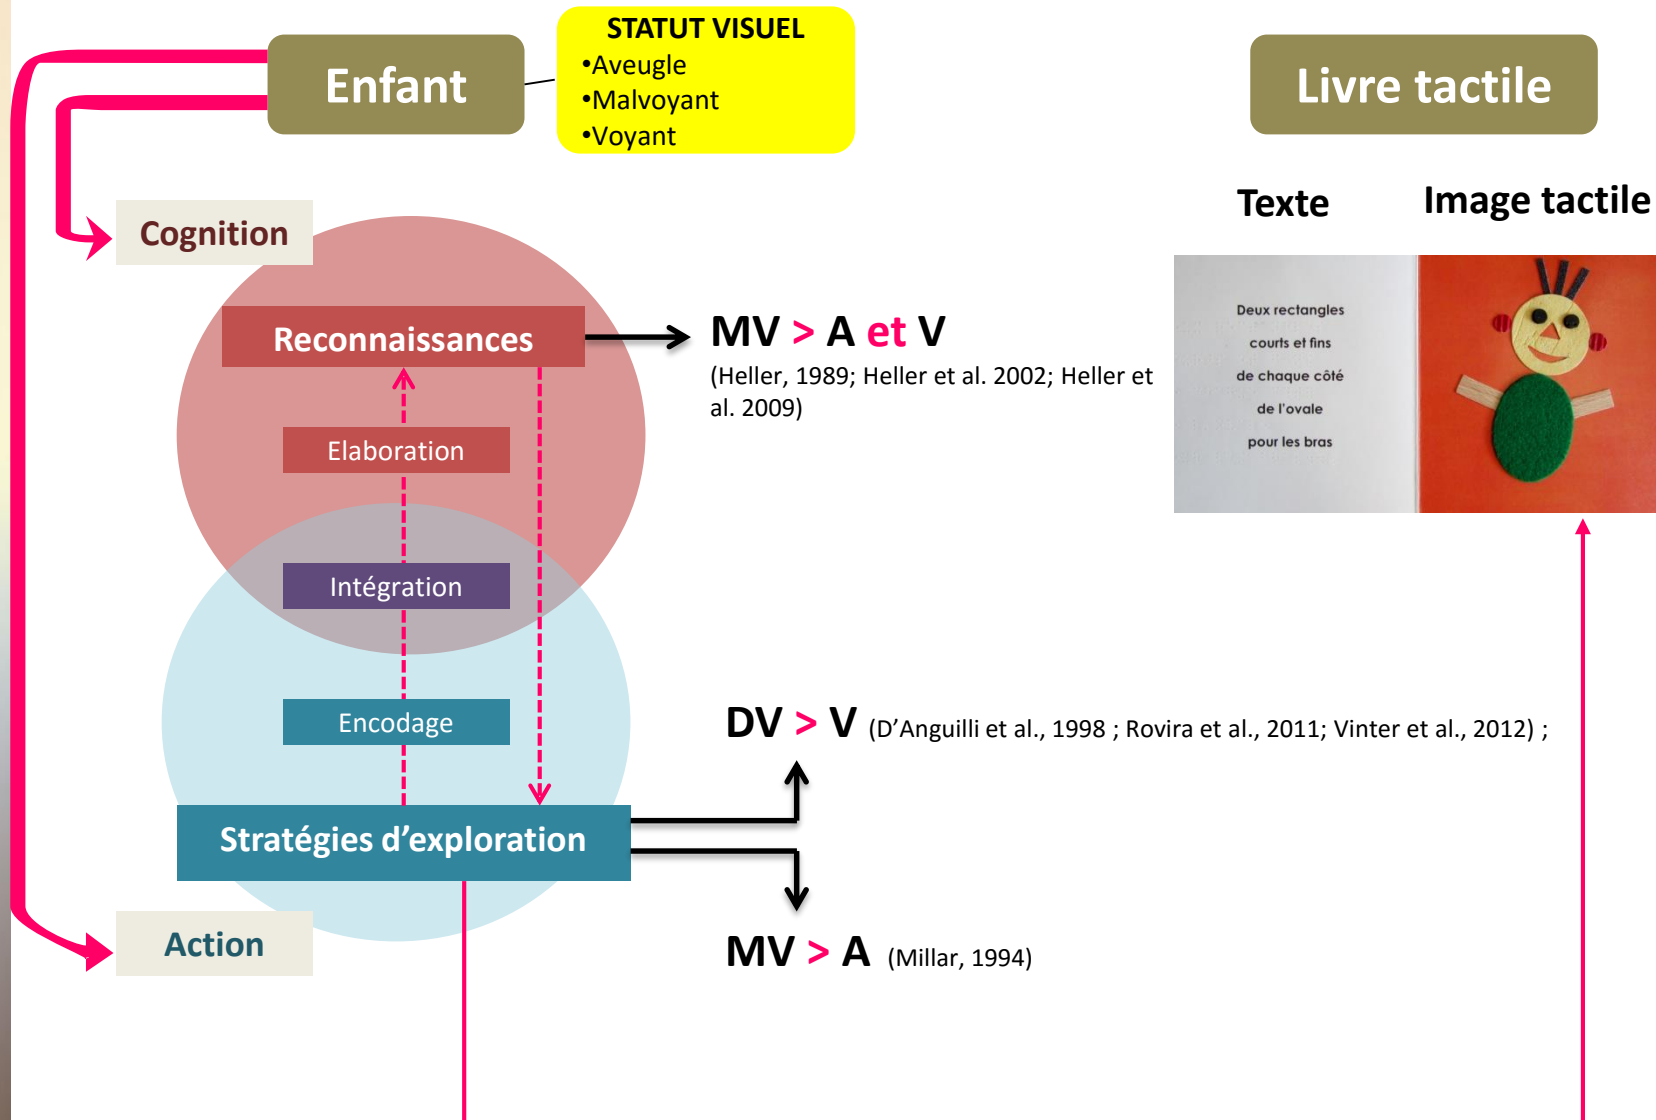 Enfant
STATUT VISUEL
•Aveugle
•Malvoyant
•Voyant
Livre tactile
Texte
Image tactile
Cognition
Reconnaissances
MV > A et V
(Heller, 1989; Heller et al. 2002; Heller et
al. 2009)
Deux rectangles
courts et fins
de chaque côté
de l'ovale
pour les bras
Elaboration
Intégration
Encodage
DV > V (D’Anguilli et al., 1998 ; Rovira et al., 2011; Vinter et al., 2012) ;
Stratégies d’exploration
Action
MV > A (Millar, 1994)